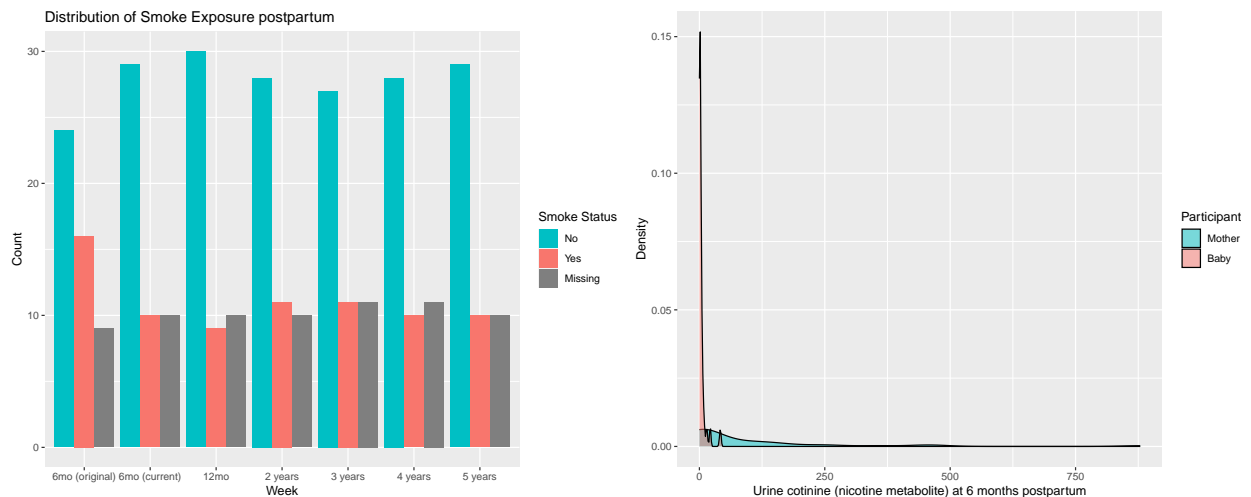 Distribution of Smoke Exposure postpartum
30
20
10
0
Count
6mo (original) 6mo (current) 12mo 2 years 3 years 4 years 5 years
Week
Smoke Status
No
Yes
Missing
0.15
0.10
0.05
0.00
Density
0 250 500 750
Urine cotinine (nicotine metabolite) at 6 months postpartum
Participant
Mother
Baby